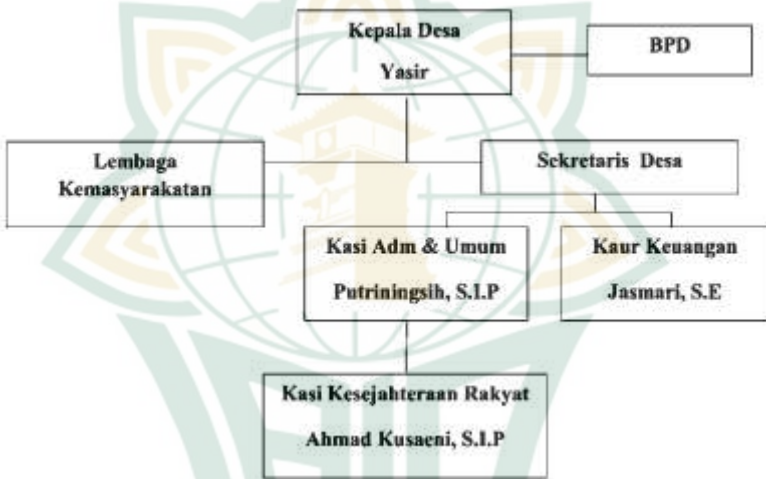 Kepala Desa
Yasir
BPD
Lembaga
Kemasyarakatan
Sekretaris Desa
Kasi Adm & Umum
Putriningsih, S.I.P
Kaur Keuangan
Jasmari, S.E
Kasi Kesejahteraan Rakyat
Ahmad Kusaeni, S.I.P